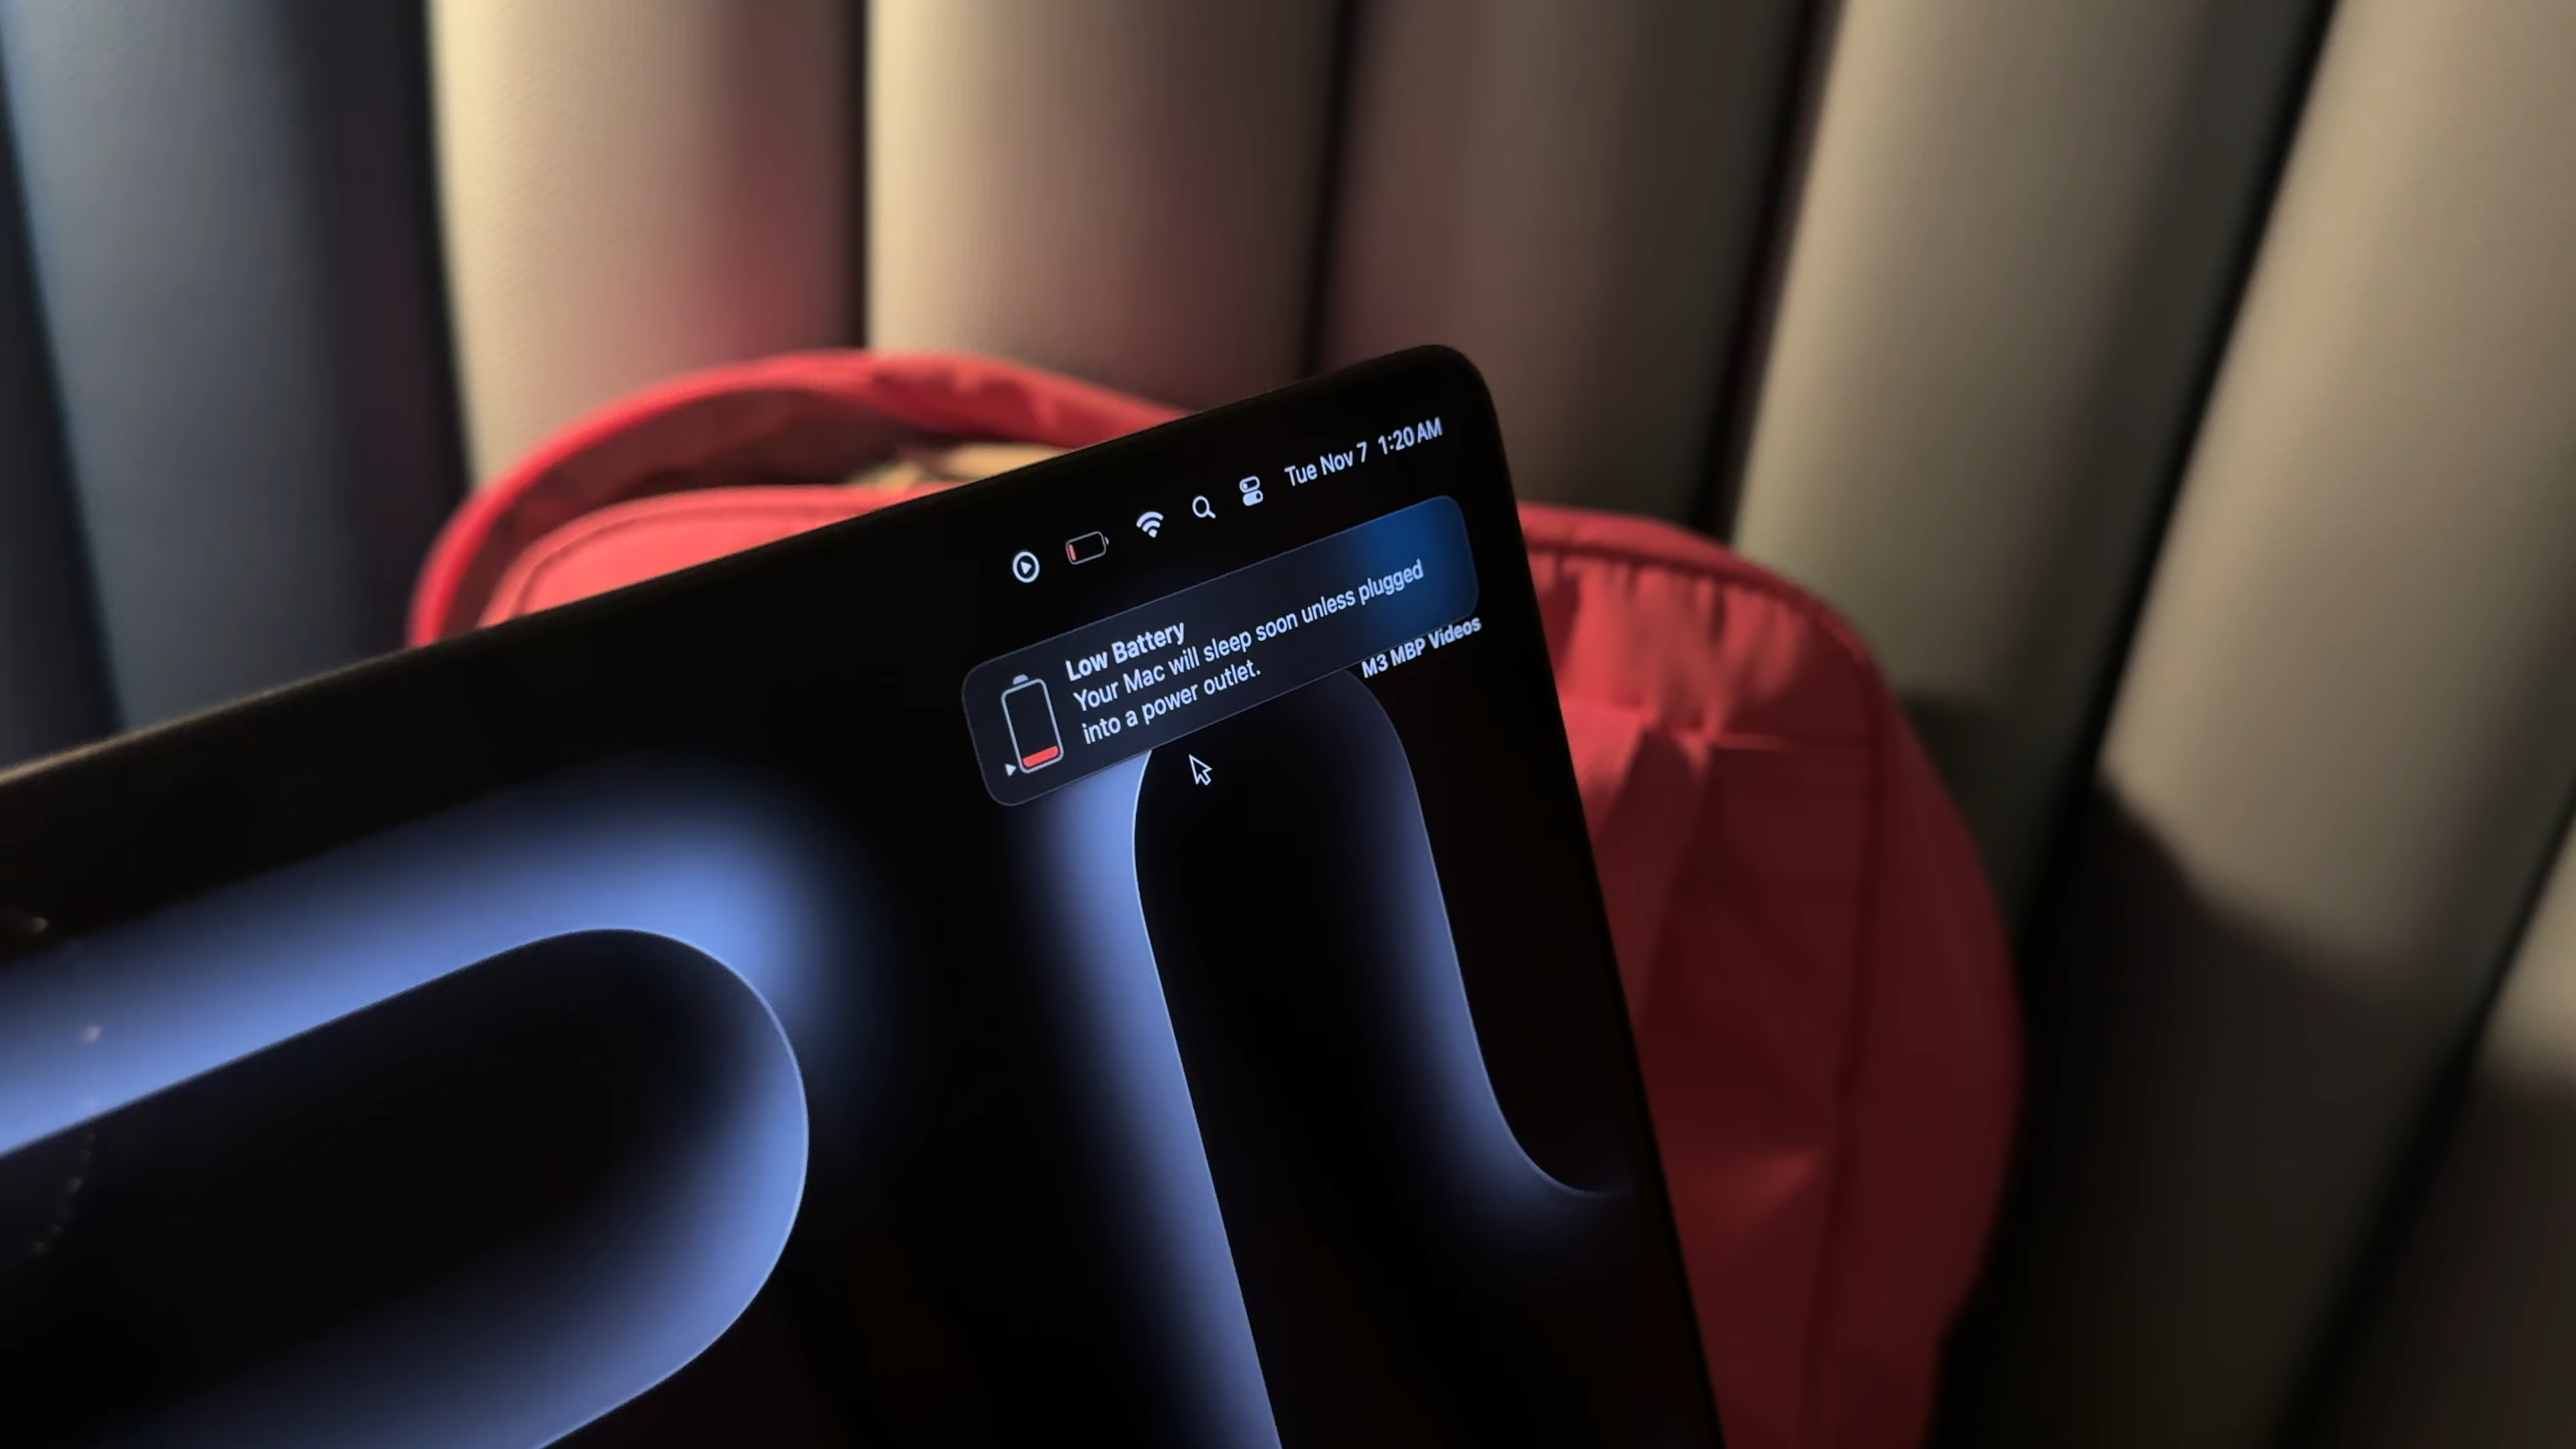 Tue Nov 7 1:20 AM
Low Battery
Your Mac will sleep soon unless plugged
into a power outlet.
M3 MBP Videos